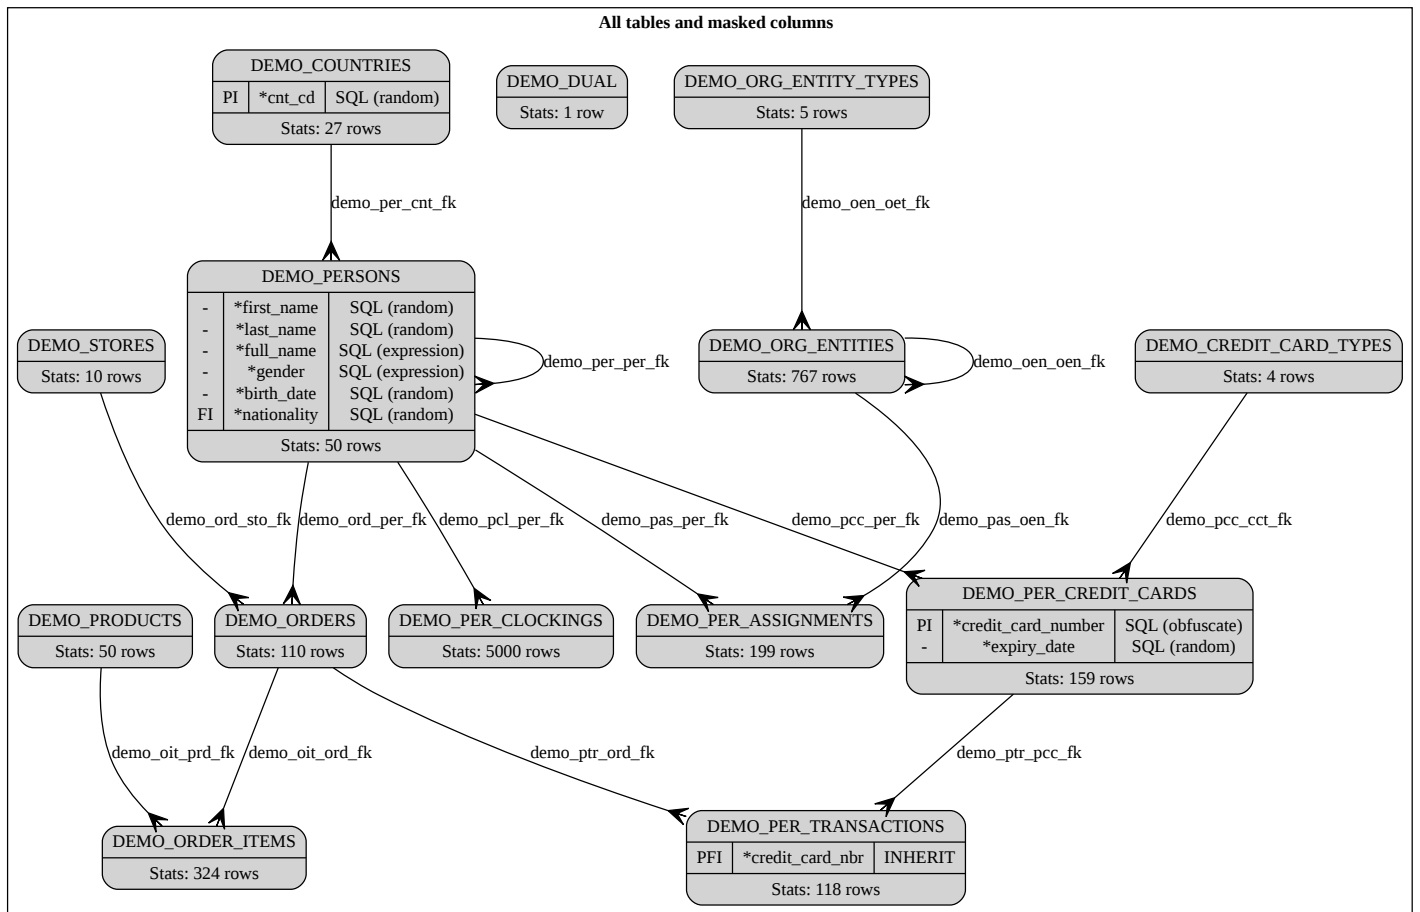 All tables and masked columns
DEMO_COUNTRIES
PI *cnt_cd SQL (random)
Stats: 27 rows
DEMO_DUAL
Stats: 1 row
DEMO_ORG_ENTITY_TYPES
Stats: 5 rows
demo_per_cnt_fk
demo_oen_oet_fk
DEMO_PERSONS
- *first_name SQL (random)
- *last_name SQL (random)
- *full_name SQL (expression)
- *gender SQL (expression)
- *birth_date SQL (random)
FI *nationality SQL (random)
Stats: 50 rows
DEMO_STORES
Stats: 10 rows
demo_per_per_fk
DEMO_ORG_ENTITIES
Stats: 767 rows
demo_oen_oen_fk
DEMO_CREDIT_CARD_TYPES
Stats: 4 rows
demo_ord_sto_fk
demo_ord_per_fk
demo_pcl_per_fk
demo_pas_per_fk
demo_pcc_per_fk
demo_pas_oen_fk
demo_pcc_cct_fk
DEMO_PRODUCTS
Stats: 50 rows
DEMO_ORDERS
Stats: 110 rows
DEMO_PER_CLOCKINGS
Stats: 5000 rows
DEMO_PER_ASSIGNMENTS
Stats: 199 rows
DEMO_PER_CREDIT_CARDS
PI *credit_card_number SQL (obfuscate)
- *expiry_date SQL (random)
Stats: 159 rows
demo_oit_prd_fk
demo_oit_ord_fk
demo_ptr_ord_fk
demo_ptr_pcc_fk
DEMO_ORDER_ITEMS
Stats: 324 rows
DEMO_PER_TRANSACTIONS
PFI *credit_card_nbr INHERIT
Stats: 118 rows